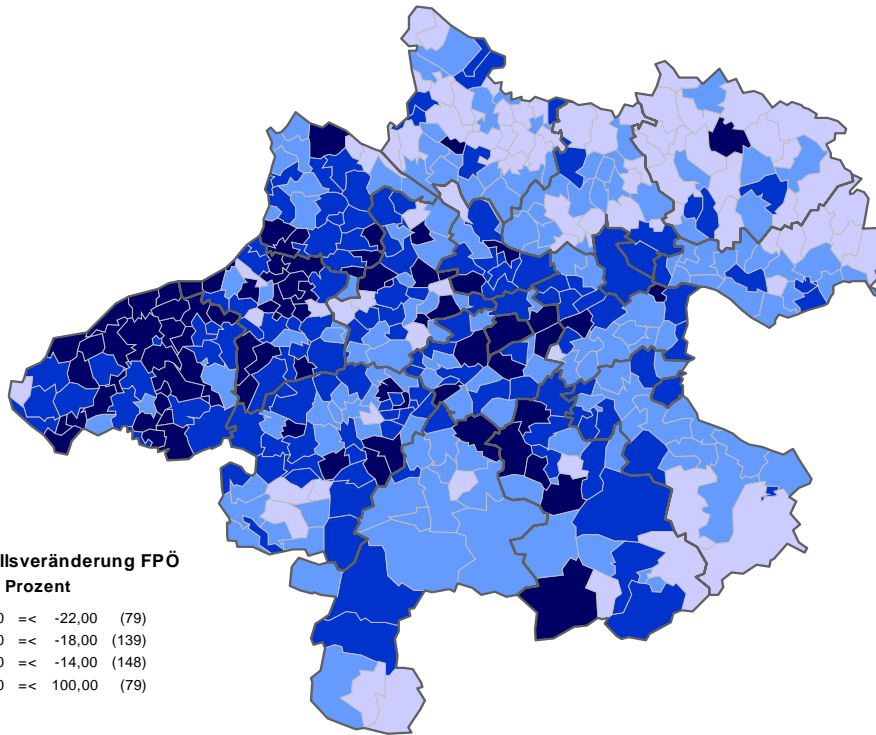 llsveränderung FPÖ
Prozent
0 =< -22,00 (79)
0 =< -18,00 (139)
0 =< -14,00 (148)
0 =< 100,00 (79)